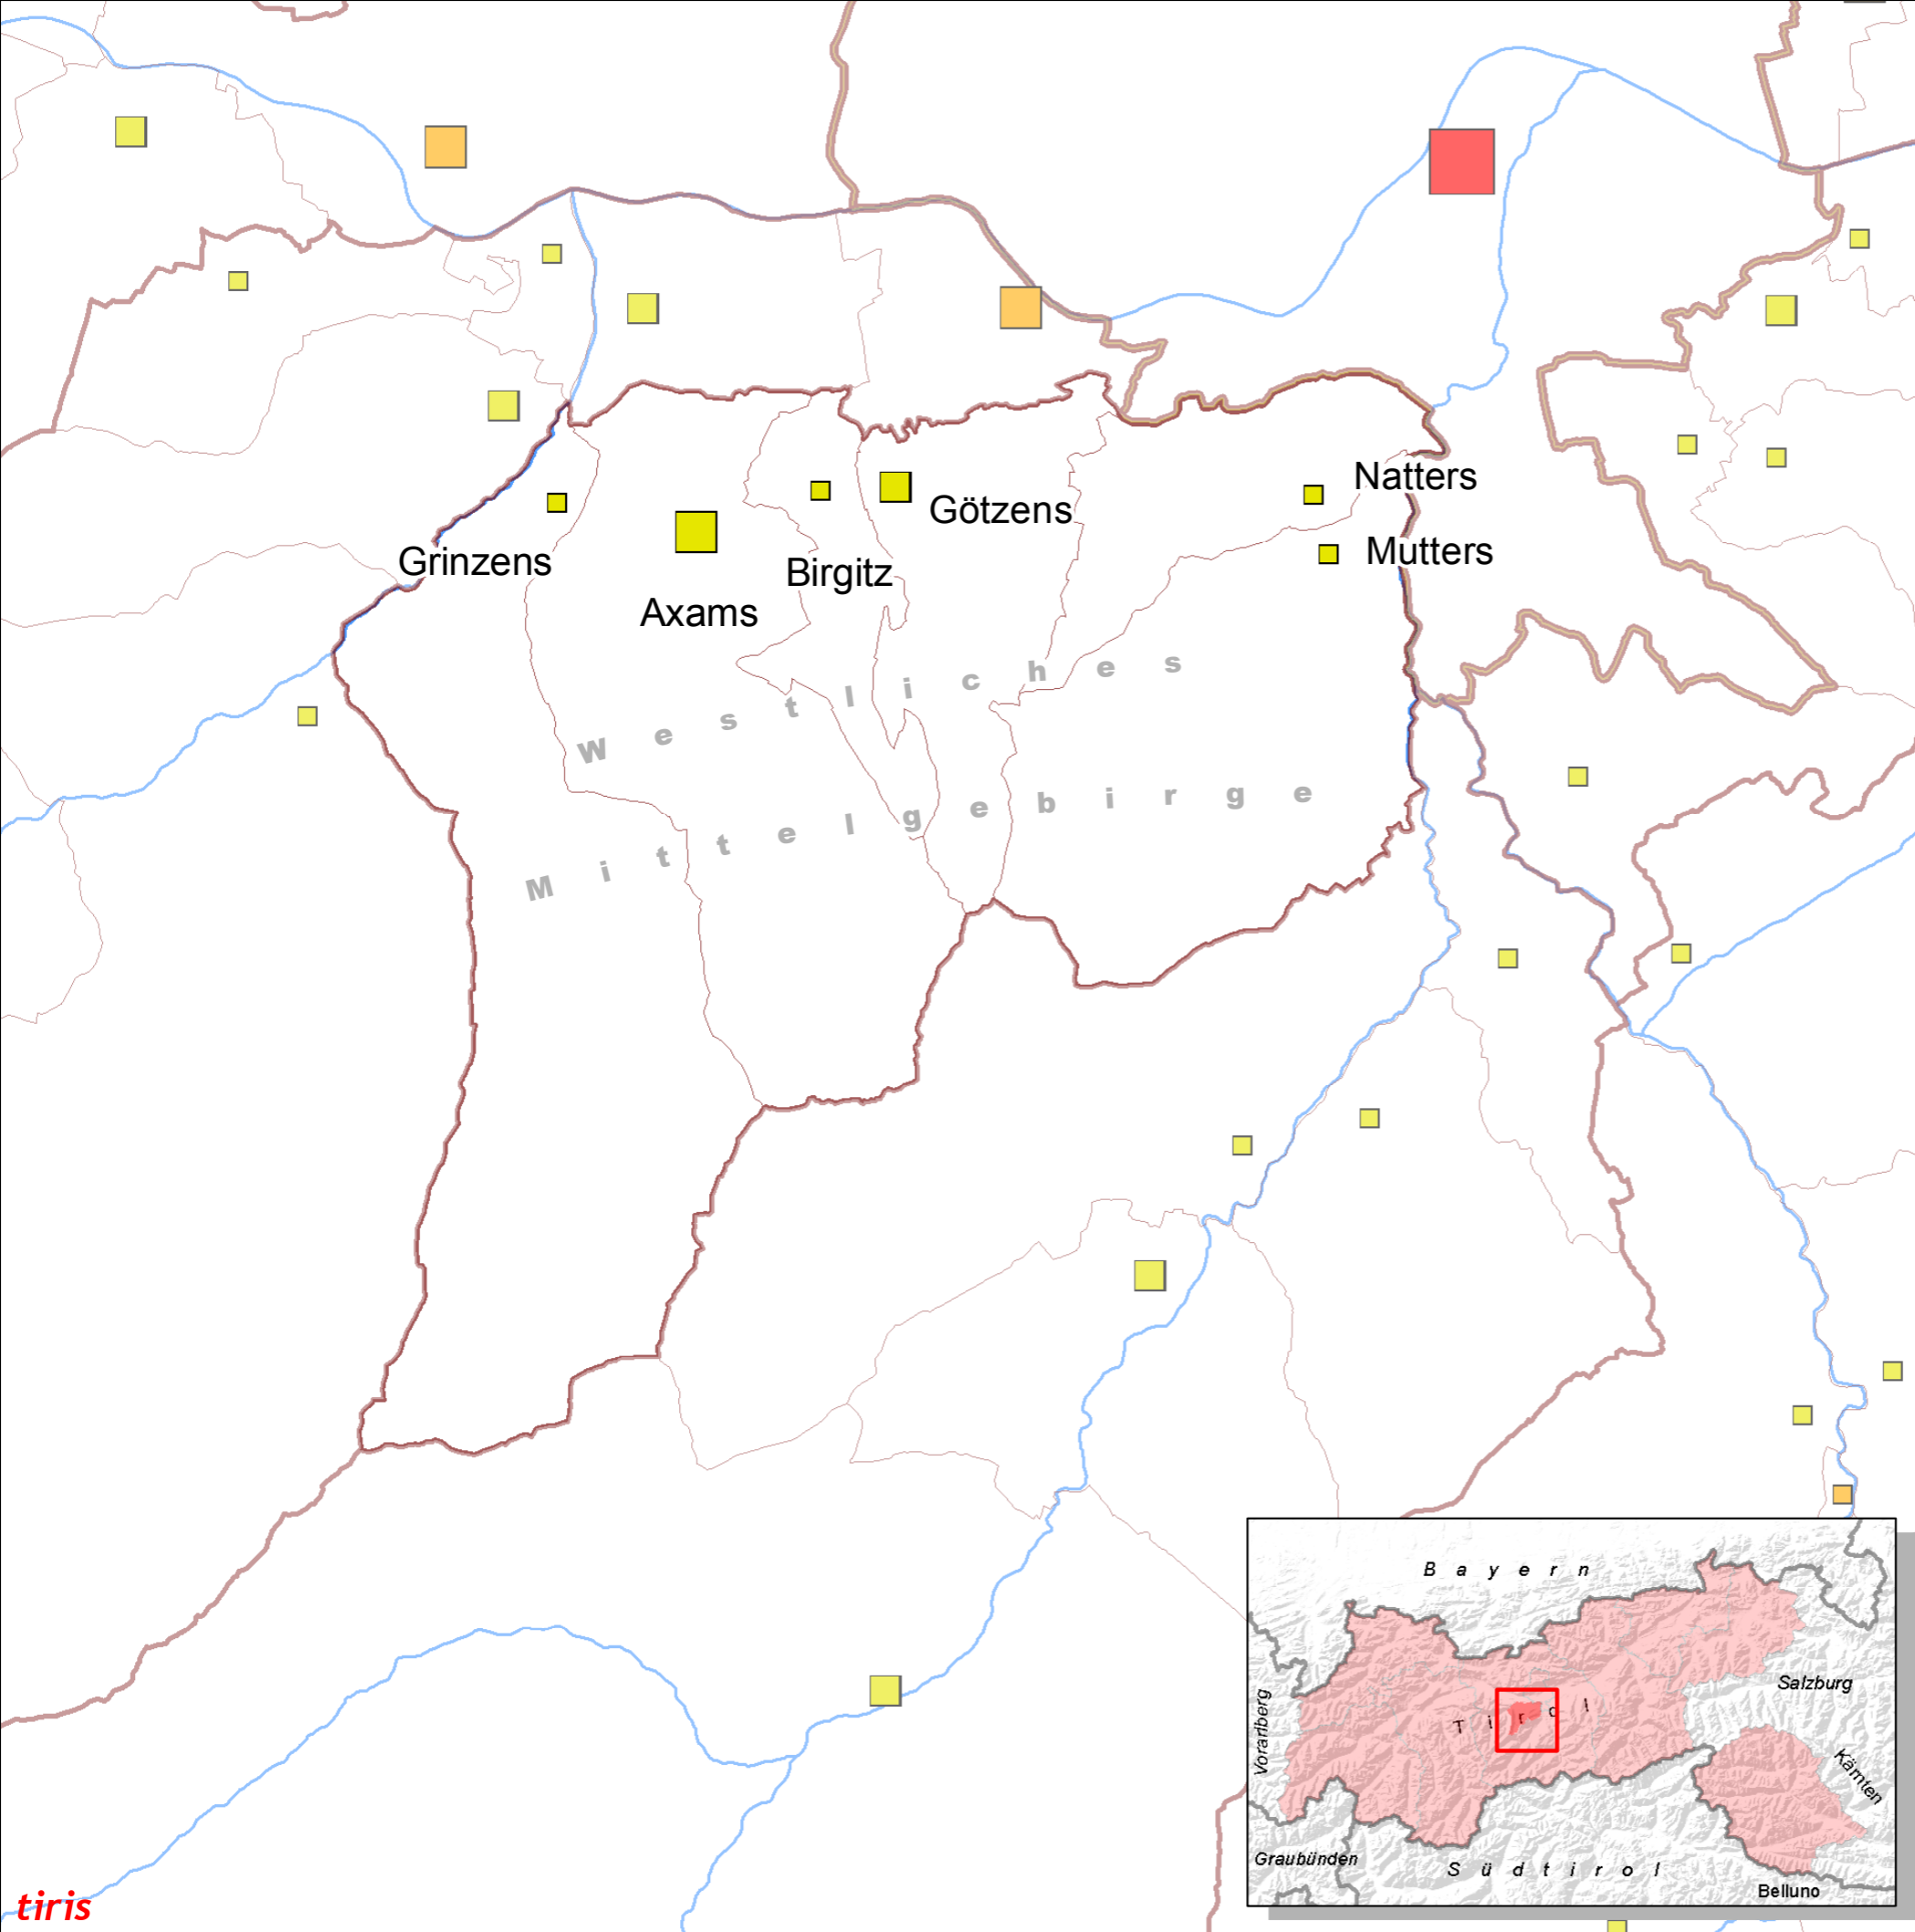 Natters
Götzens
Mutters
Grinzens
Birgitz
Axams
Westliches
Mittelgebirge
Bayern
Salzburg
Vorarlberg
Tirol
Kärnten
Graubünden
Südtirol
Belluno
tiris